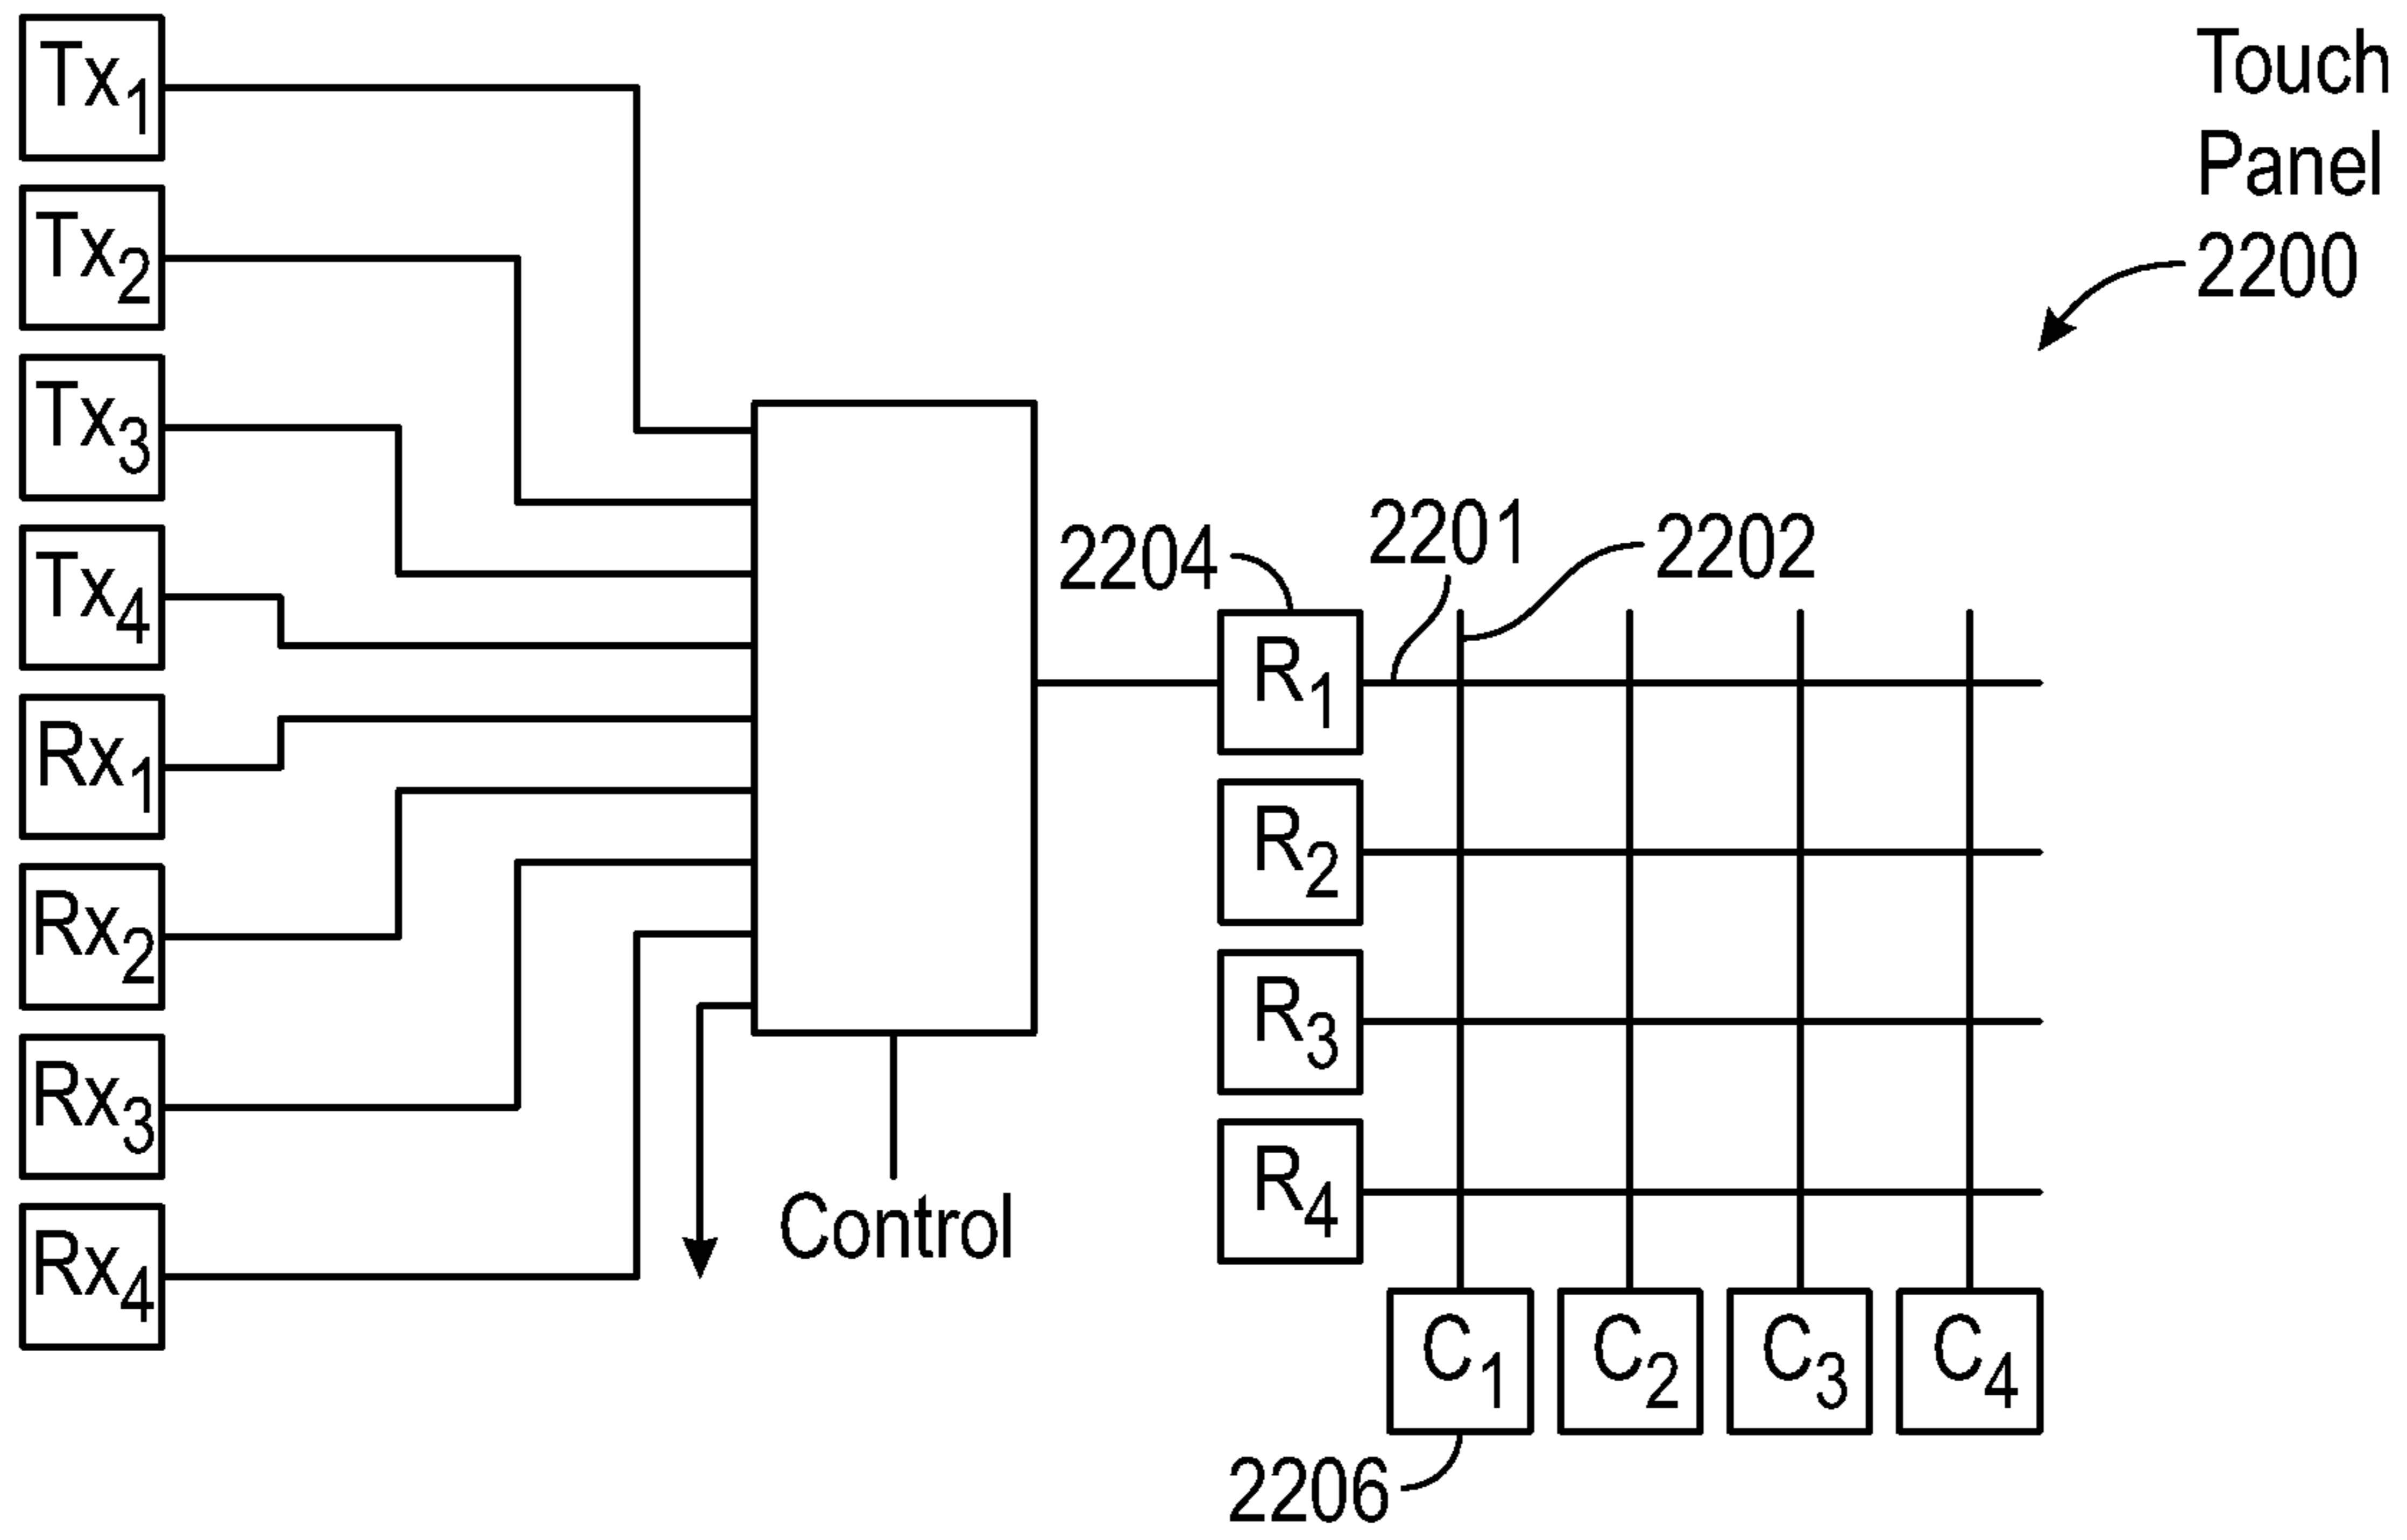 Tx1
Tx2
Tx3
Tx4
Rx1
Rx2
Rx3
Rx4
Control
Touch
Panel
2200
2204
2201
2202
R1
R2
R3
R4
C1 C2 C3 C4
2206